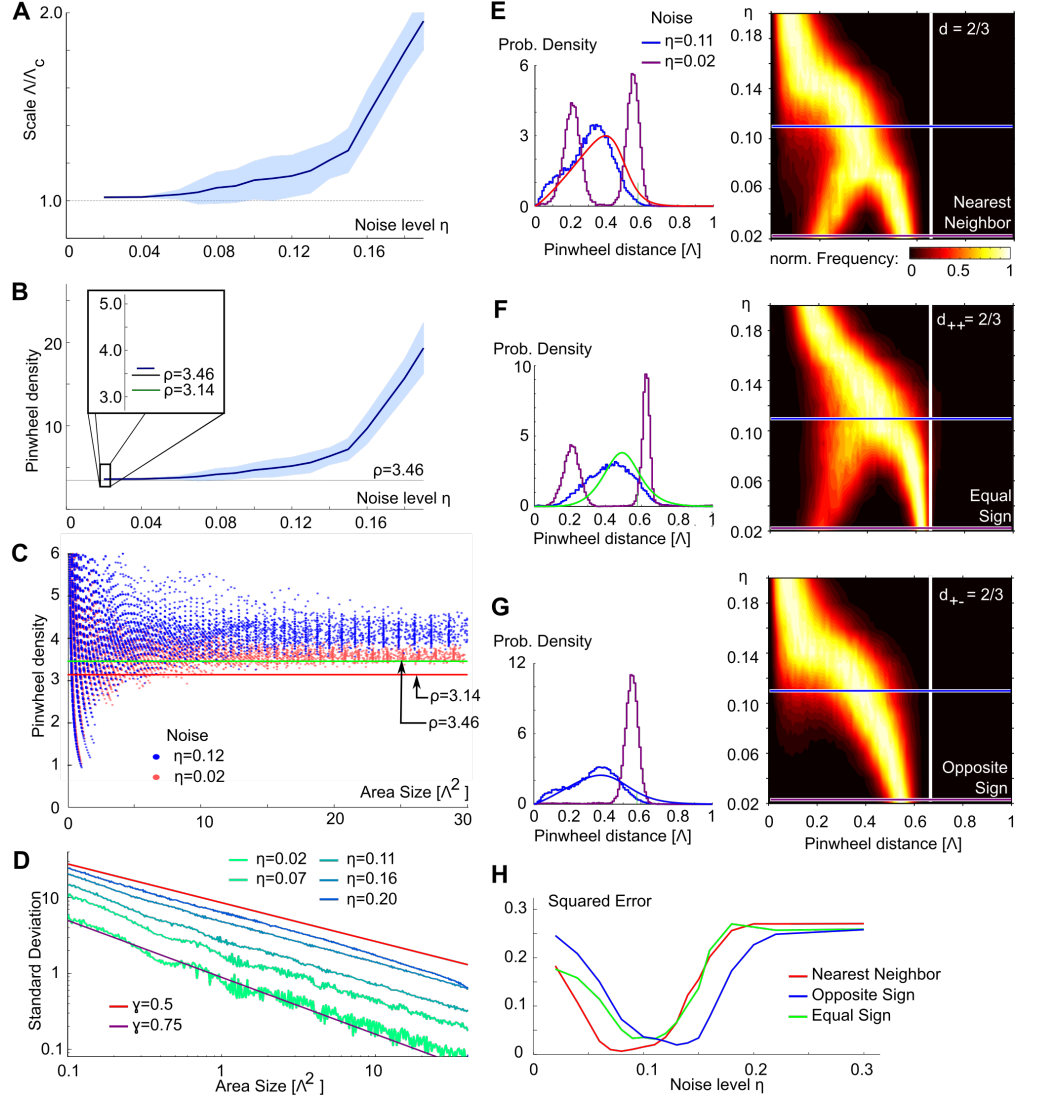 A
2.0
Scale Λ/Λc
1.0
Noise level η
0 0.04 0.08 0.12 0.16
B
5.0
4.0
ρ=3.46
ρ=3.14
3.0
20
10
Pinwheel density
ρ=3.46
Noise level η
0 0.04 0.08 0.12 0.16
C
6
5
4
3
2
1
0
Pinwheel density
ρ=3.14
ρ=3.46
Noise
η=0.12
η=0.02
Area Size [Λ2 ]
0 10 20 30
D
η=0.02 η=0.11
η=0.07 η=0.16
η=0.20
10
1
0.1
Standard Deviation
γ=0.5
γ=0.75
0.1 1 10
Area Size [Λ2 ]
E
Noise
η=0.11
η=0.02
Prob. Density
6
3
0
0 0.2 0.4 0.6 0.8 1
Pinwheel distance [Λ]
η
d = 2/3
0.18
0.14
0.10
0.06
0.02
Nearest
Neighbor
norm. Frequency:
0 0.5 1
F
Prob. Density
10
5
0
0 0.2 0.4 0.6 0.8 1
Pinwheel distance [Λ]
η
d++ = 2/3
0.18
0.14
0.10
0.06
0.02
Equal
Sign
G
Prob. Density
12
8
4
0
0 0.2 0.4 0.6 0.8 1
Pinwheel distance [Λ]
η
d+- = 2/3
0.18
0.14
0.10
0.06
0.02
Opposite
Sign
0 0.2 0.4 0.6 0.8 1
Pinwheel distance [Λ]
H
Squared Error
0.3
0.2
0.1
0
Nearest Neighbor
Opposite Sign
Equal Sign
0 0.1 0.2 0.3
Noise level η